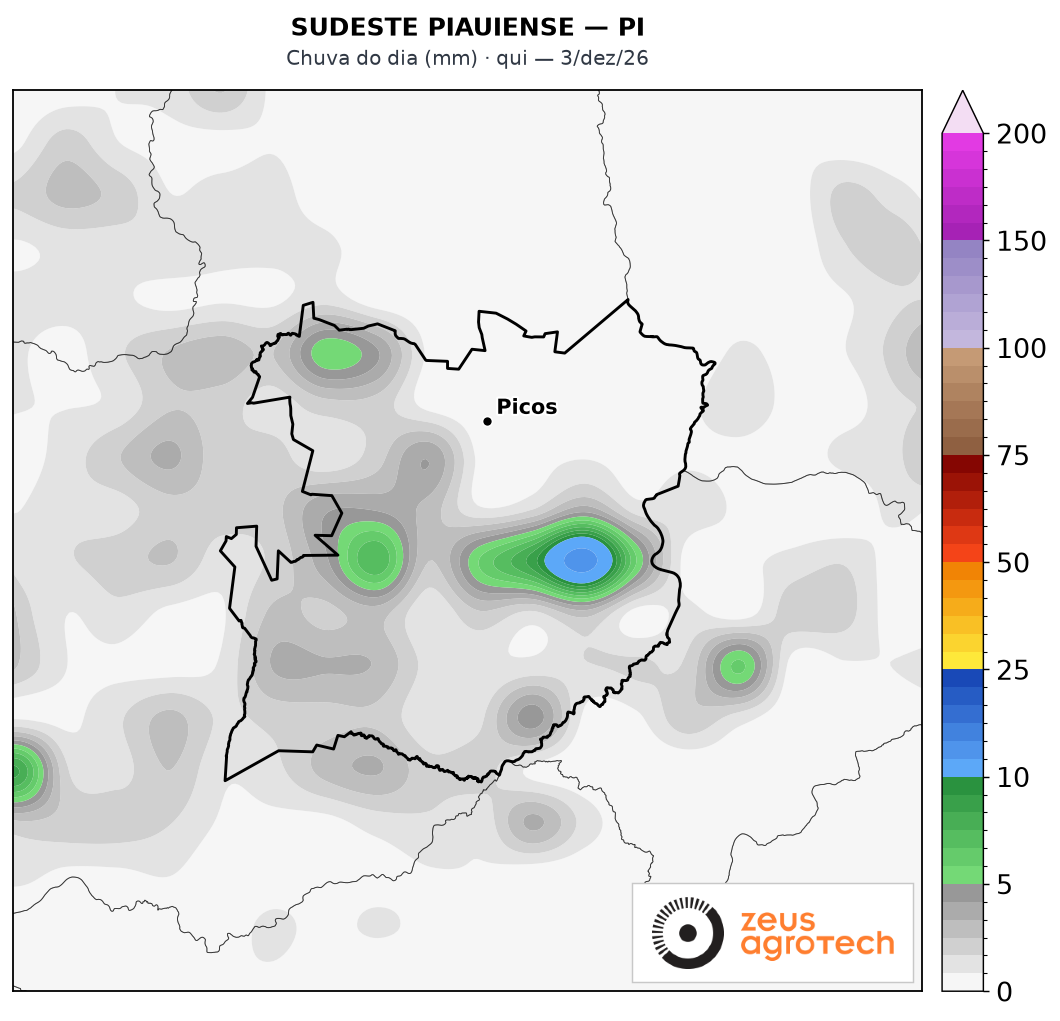 SUDESTE PIAUIENSE — PI
Chuva do dia (mm) · qui — 3/dez/26
200
150
100
75
50
25
10
5
0
Picos
zeus
agrotech